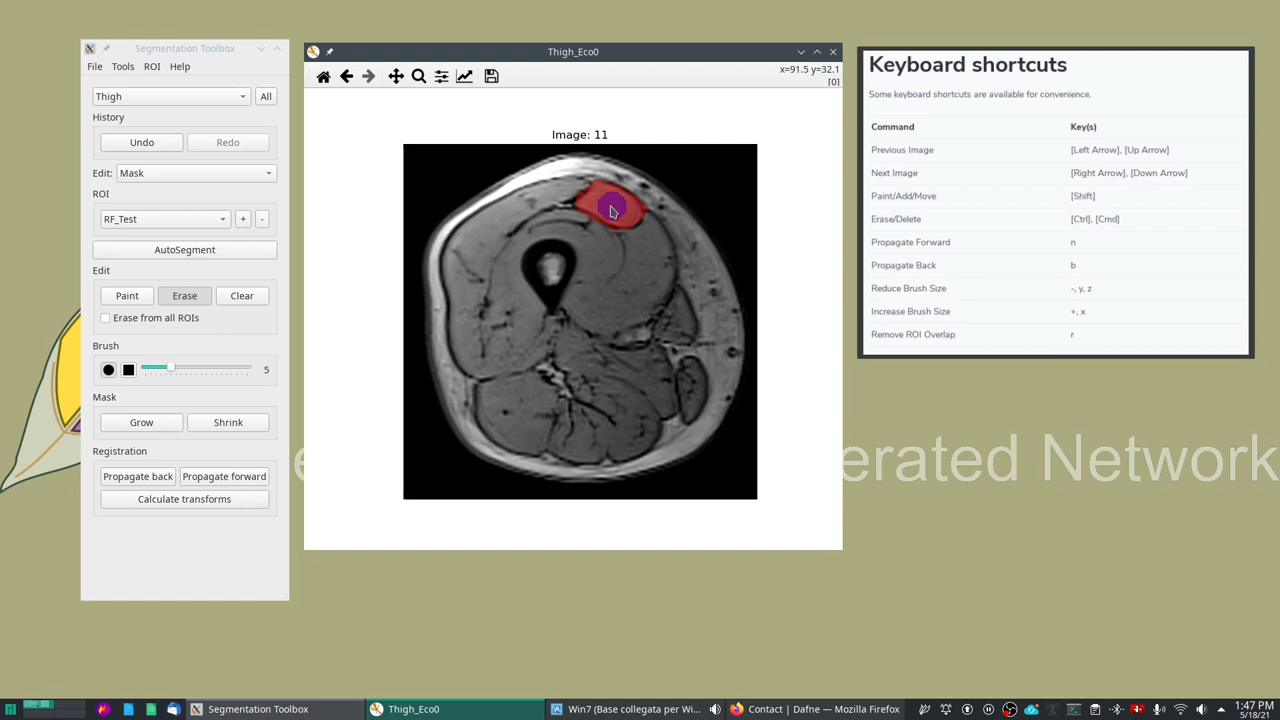 Segmentation Toolbox
File Tools ROI Help
Thigh All
History
Undo Redo
Edit: Mask
ROI
RF_Test + -
AutoSegment
Edit
Paint Erase Clear
Erase from all ROIs
Brush
5
Mask
Grow Shrink
Registration
Propagate back Propagate forward
Calculate transforms
Thigh_Eco0
x=91.5 y=32.1
[0]
Image: 11
Keyboard shortcuts
Some keyboard shortcuts are available for convenience.
Command Key(s)
Previous Image [Left Arrow], [Up Arrow]
Next Image [Right Arrow], [Down Arrow]
Paint/Add/Move [Shift]
Erase/Delete [Ctrl], [Cmd]
Propagate Forward n
Propagate Back b
Reduce Brush Size -, y, z
Increase Brush Size +, x
Remove ROI Overlap r
erated Network
Segmentation Toolbox
Thigh_Eco0
Win7 (Base collegata per Wi...
Contact | Dafne — Mozilla Firefox
1:47 PM
5/18/21